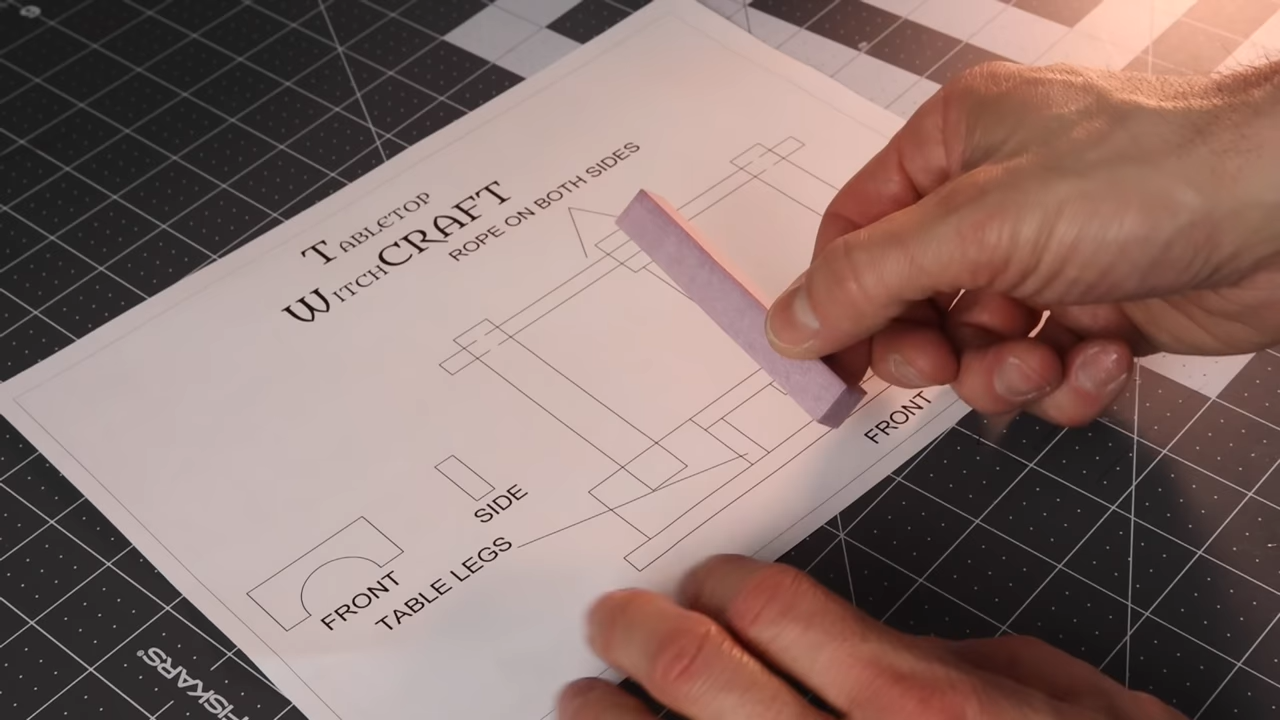 TABLETOP
WITCHCRAFT
ROPE ON BOTH SIDES
FRONT
SIDE
FRONT
TABLE LEGS
FISKARS®